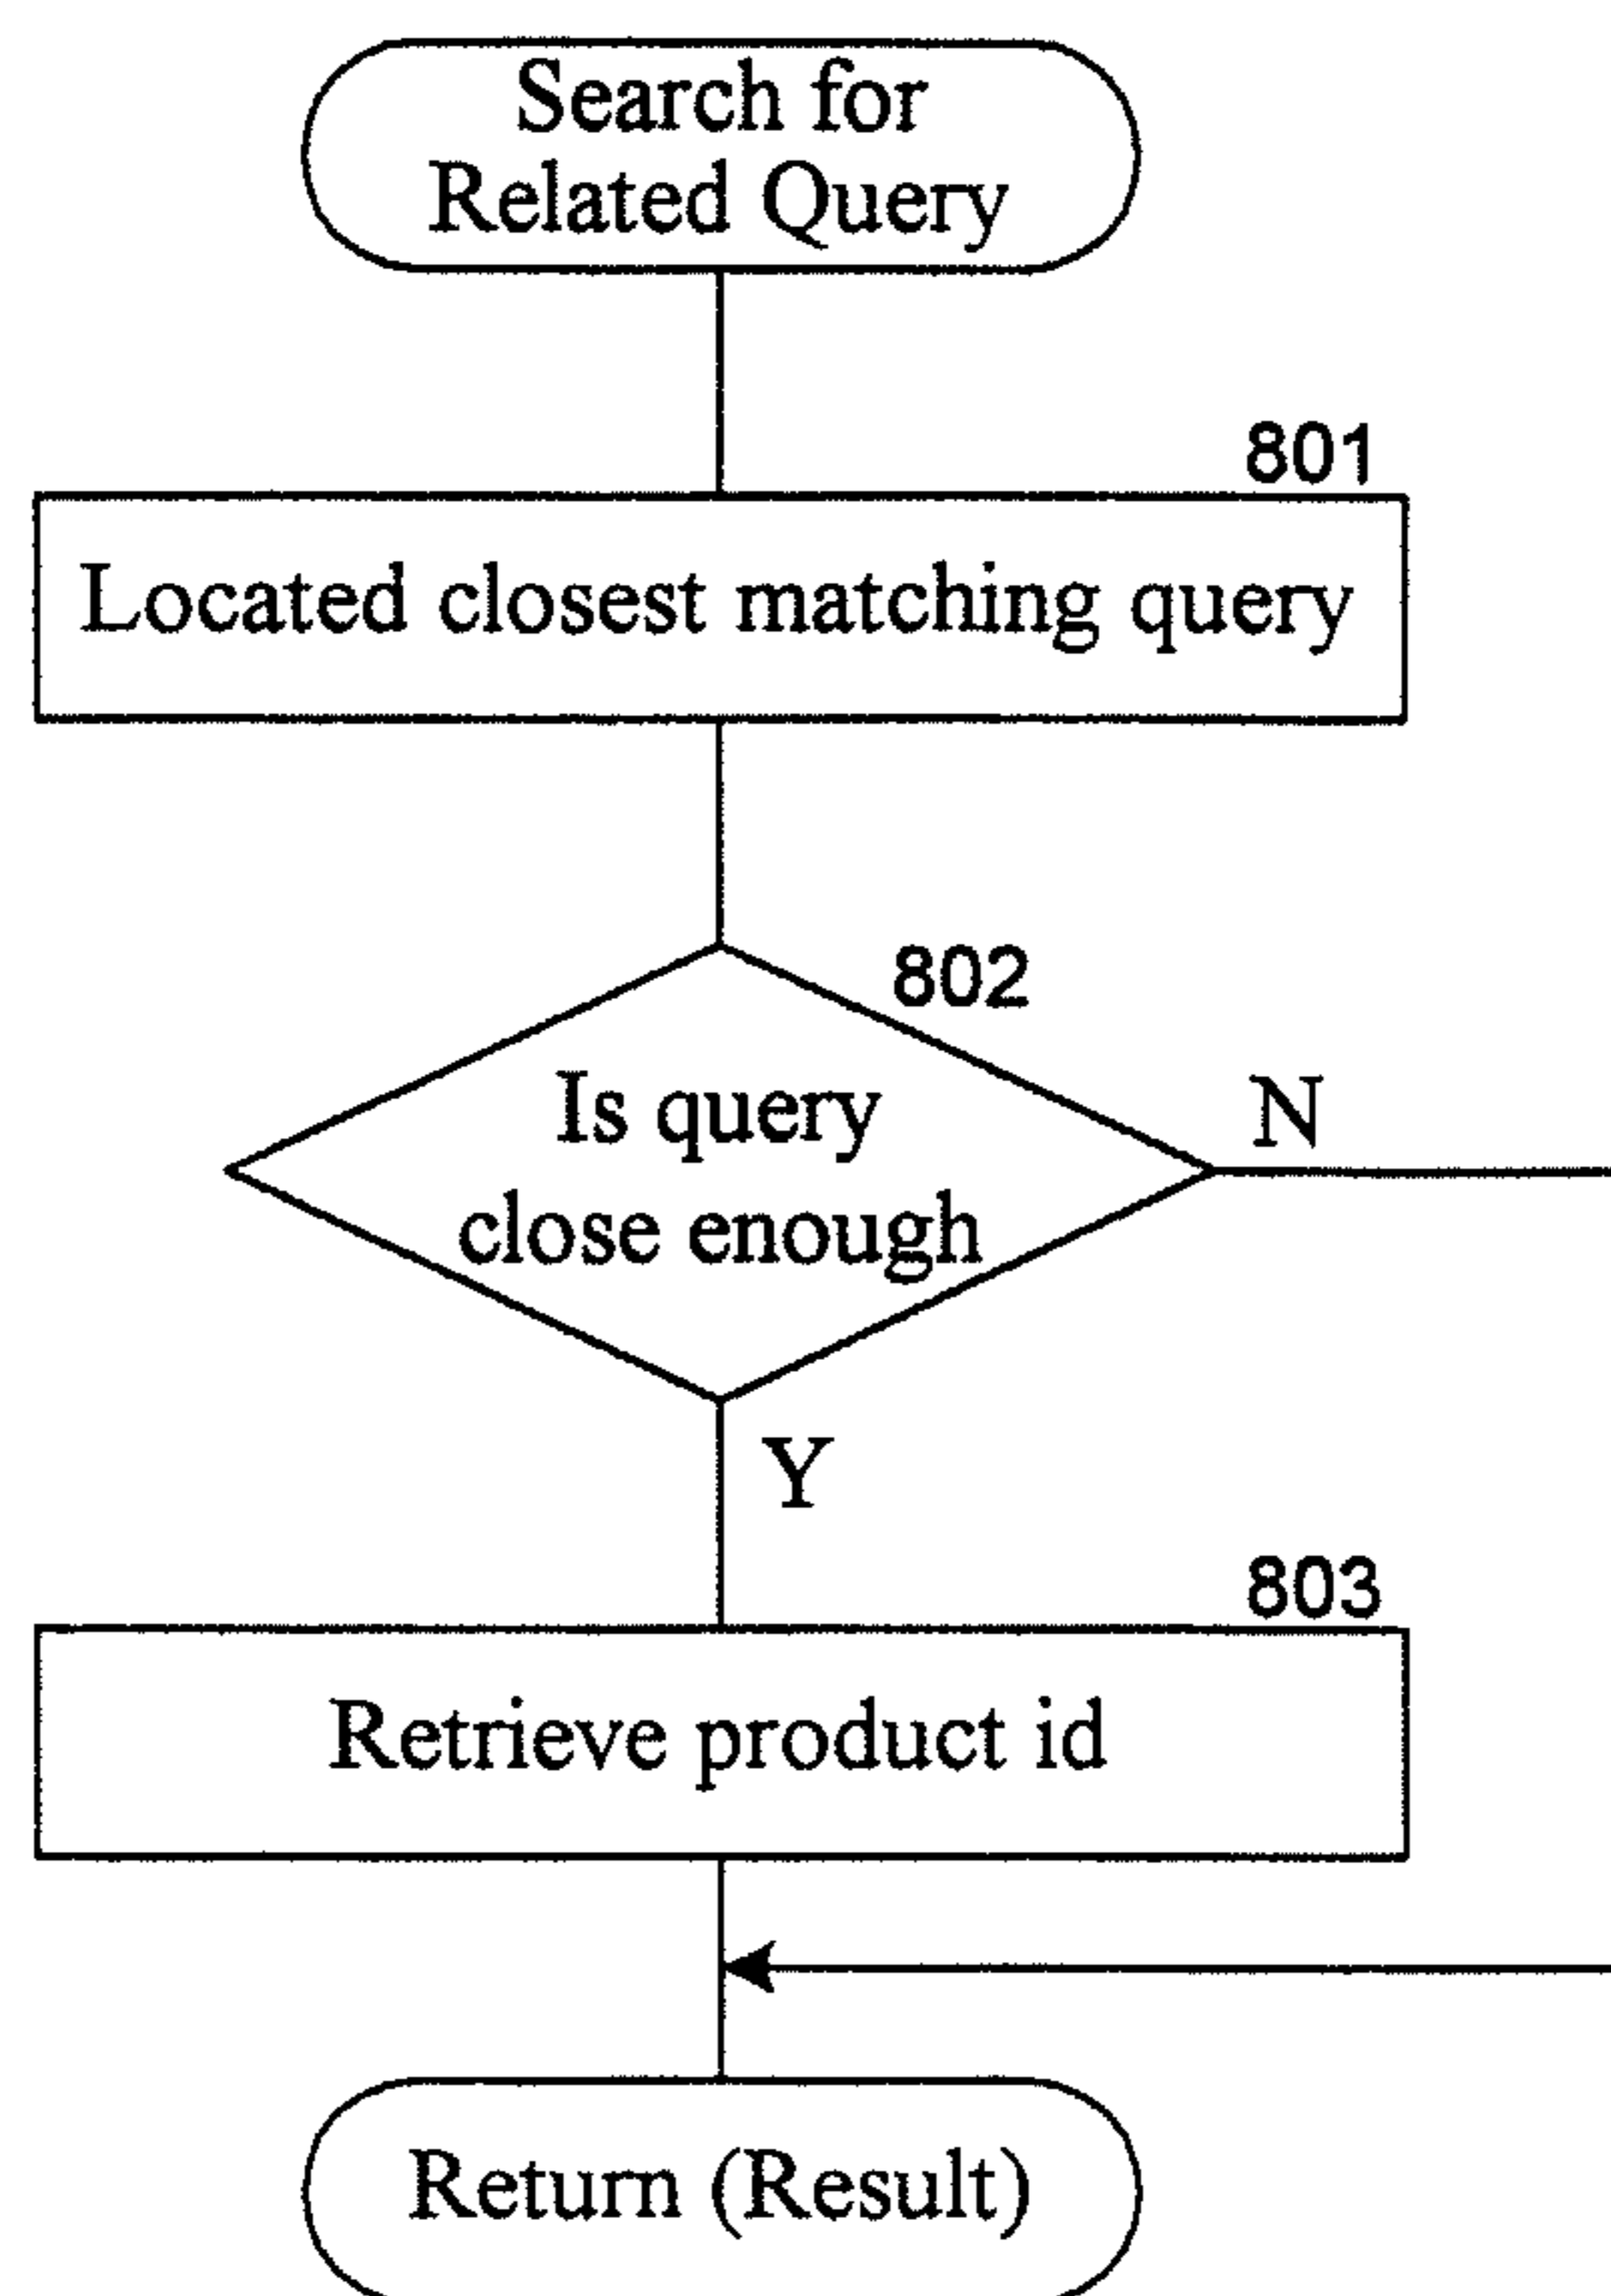 Search for
Related Query
801
Located closest matching query
802
Is query
close enough
N
Y
803
Retrieve product id
Return (Result)